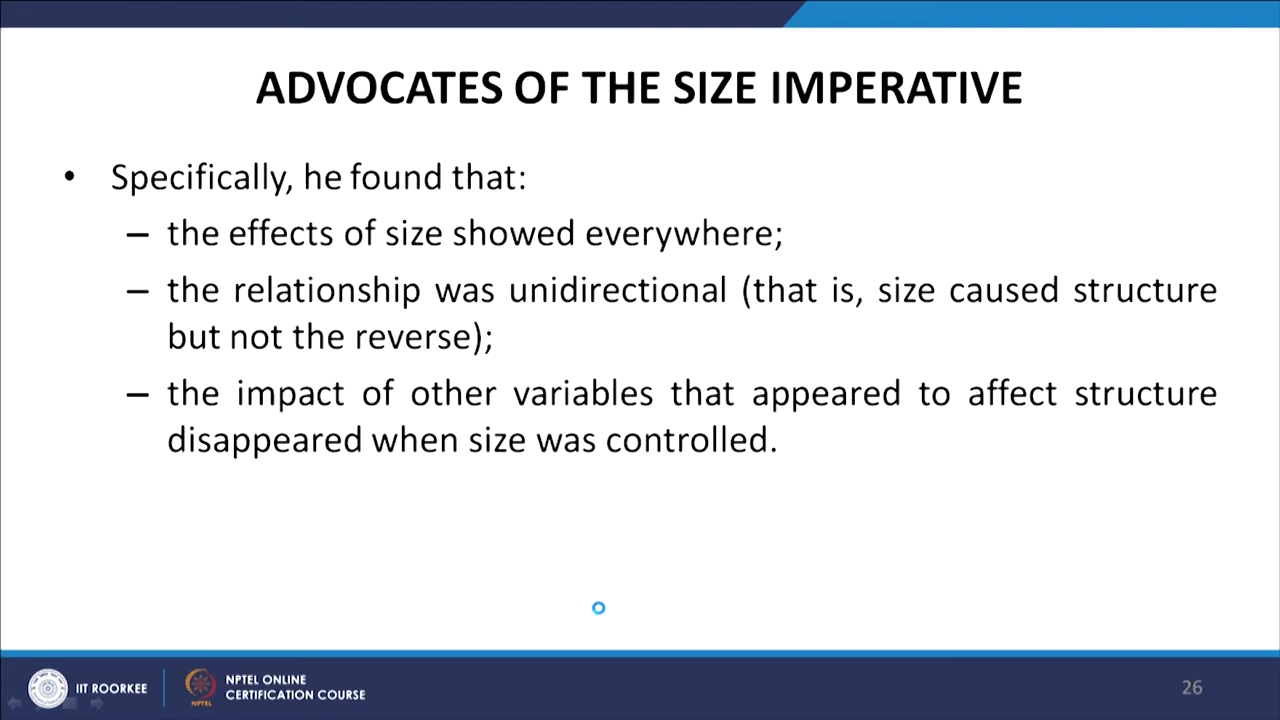 ADVOCATES OF THE SIZE IMPERATIVE
• Specifically, he found that:
– the effects of size showed everywhere;
– the relationship was unidirectional (that is, size caused structure
but not the reverse);
– the impact of other variables that appeared to affect structure
disappeared when size was controlled.
IIT ROORKEE
NPTEL
NPTEL ONLINE
CERTIFICATION COURSE
26